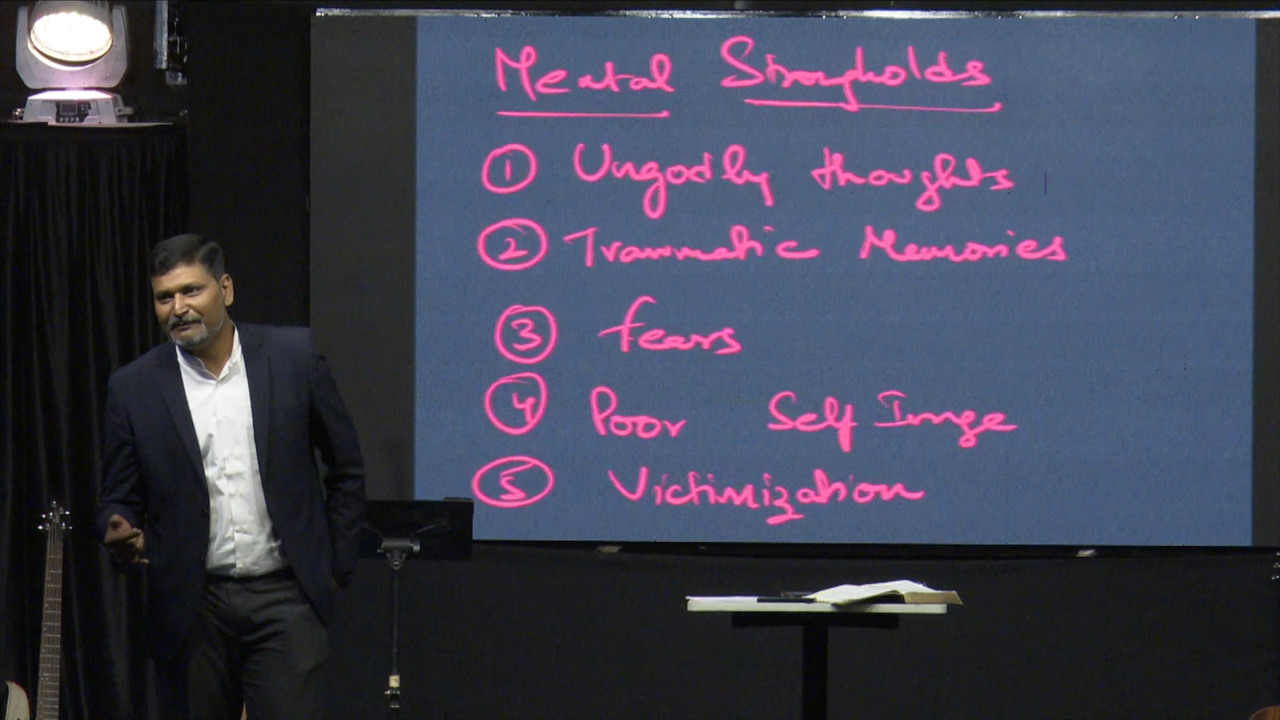 Mental Strongholds
① Ungodly thoughts
② Traumatic Memories
③ fears
④ Poor Self Image
⑤ Victimization